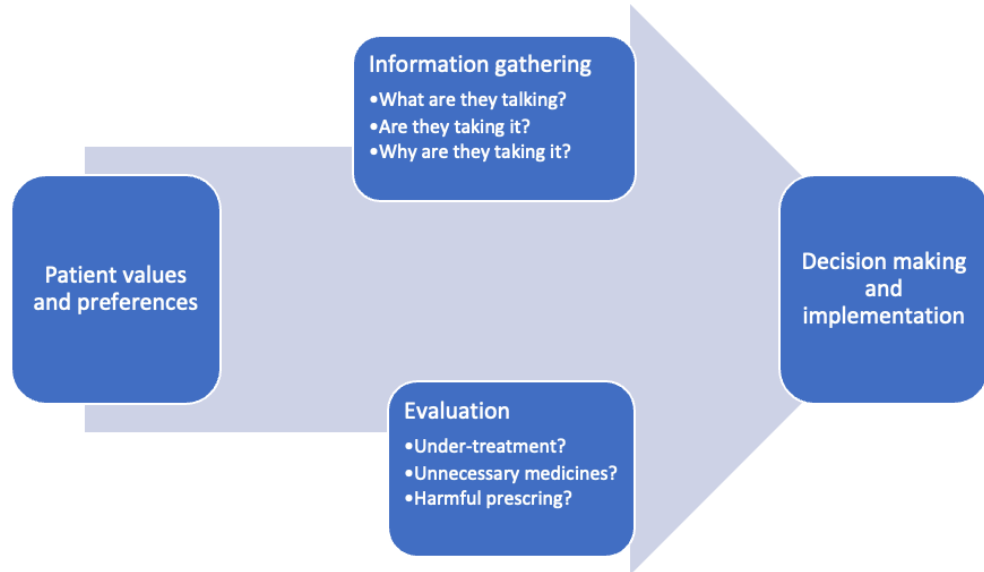 Information gathering
•What are they talking?
•Are they taking it?
•Why are they taking it?
Patient values
and preferences
Decision making
and
implementation
Evaluation
•Under-treatment?
•Unnecessary medicines?
•Harmful prescring?